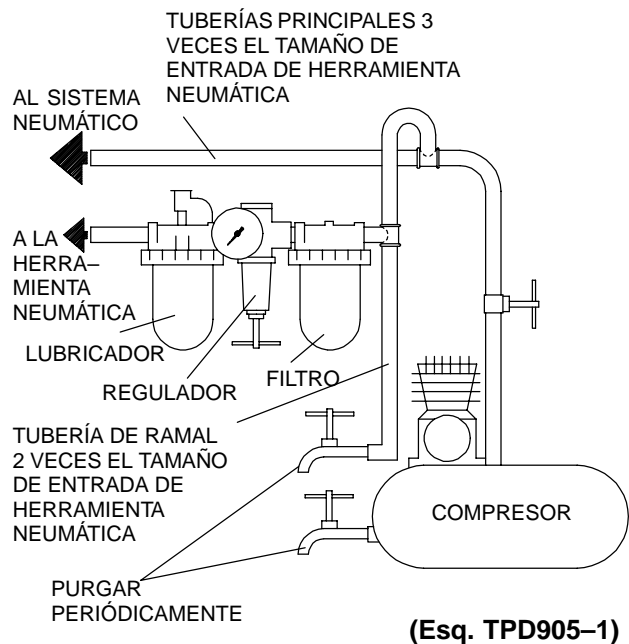 TUBERÍAS PRINCIPALES 3
VECES EL TAMAÑO DE
ENTRADA DE HERRAMIENTA
NEUMÁTICA
AL SISTEMA
NEUMÁTICO
A LA
HERRA–
MIENTA
NEUMÁTICA
LUBRICADOR
REGULADOR
FILTRO
TUBERÍA DE RAMAL
2 VECES EL TAMAÑO
DE ENTRADA DE
HERRAMIENTA
NEUMÁTICA
COMPRESOR
PURGAR
PERIÓDICAMENTE
(Esq. TPD905–1)